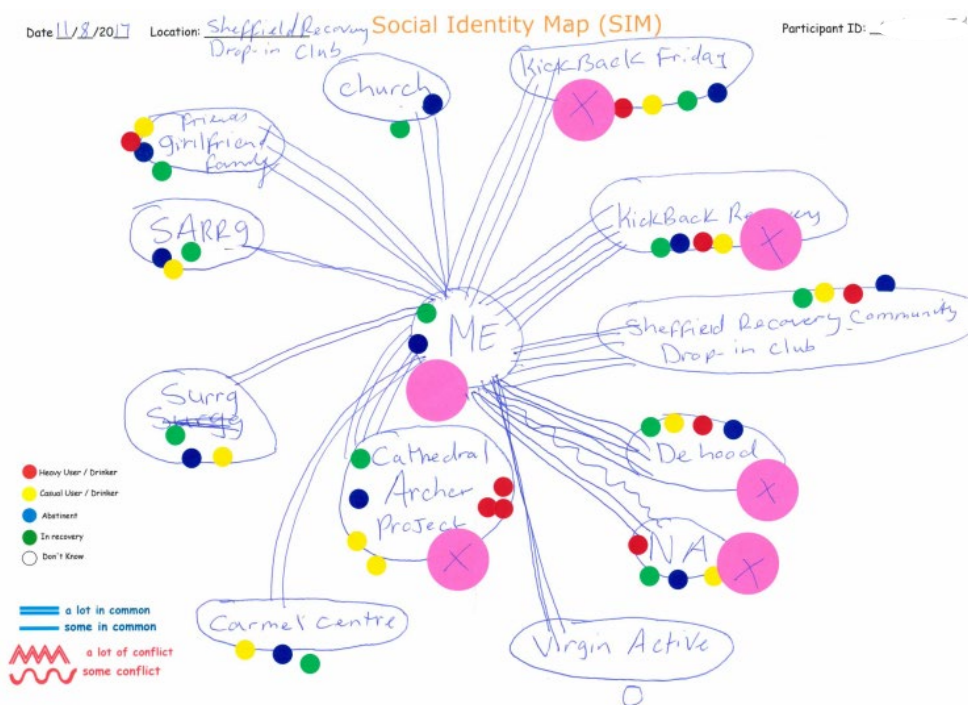 Date 11/8/2017 Location: Sheffield/Recovery Social Identity Map (SIM) Participant ID:
Drop-in Club
KickBack Friday
X
church
friends
girlfriend
family
KickBack Recovery
X
SARRG
ME
Sheffield Recovery Community
Drop-in Club
Surrg
De hood
X
Cathedral
Archer
Project
X
NA
X
Heavy User / Drinker
Casual User / Drinker
Abstinent
In recovery
Don't Know
a lot in common
some in common
a lot of conflict
some conflict
Carmel Centre
Virgin Active